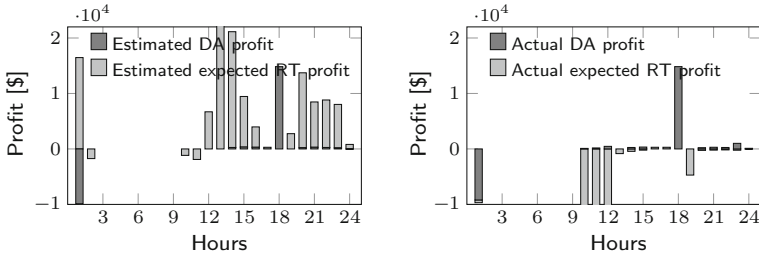 ·10⁴
2
1
0
−1
Profit [$]
Estimated DA profit
Estimated expected RT profit
3 6 9 12 15 18 21 24
Hours
·10⁴
2
1
0
−1
Profit [$]
Actual DA profit
Actual expected RT profit
3 6 9 12 15 18 21 24
Hours